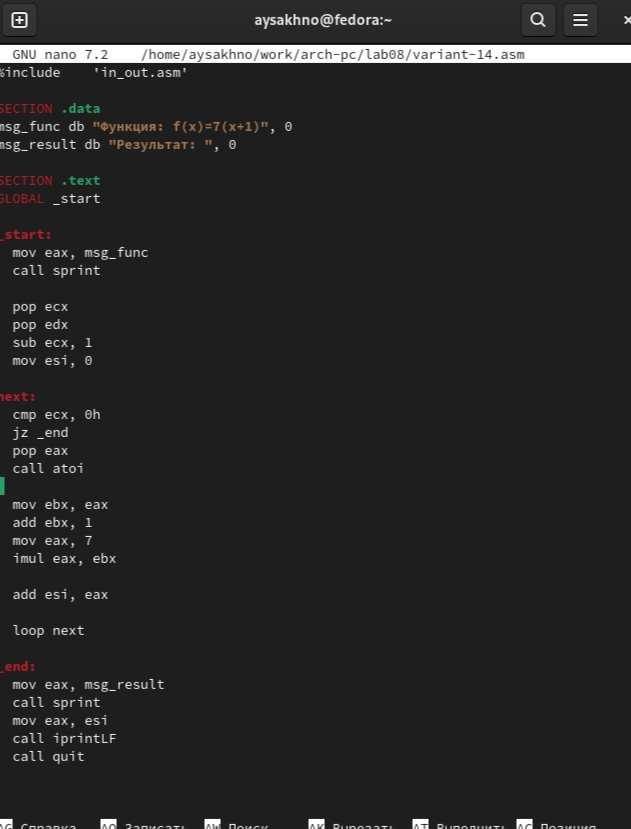 aysakhno@fedora:~
GNU nano 7.2 /home/aysakhno/work/arch-pc/lab08/variant-14.asm
%include 'in_out.asm'
SECTION .data
msg_func db "Функция: f(x)=7(x+1)", 0
msg_result db "Результат: ", 0
SECTION .text
GLOBAL _start
_start:
mov eax, msg_func
call sprint
pop ecx
pop edx
sub ecx, 1
mov esi, 0
next:
cmp ecx, 0h
jz _end
pop eax
call atoi
mov ebx, eax
add ebx, 1
mov eax, 7
imul eax, ebx
add esi, eax
loop next
_end:
mov eax, msg_result
call sprint
mov eax, esi
call iprintLF
call quit
^G Справка ^O Записать ^W Поиск ^K Вырезать ^T Выполнить ^C Позиция